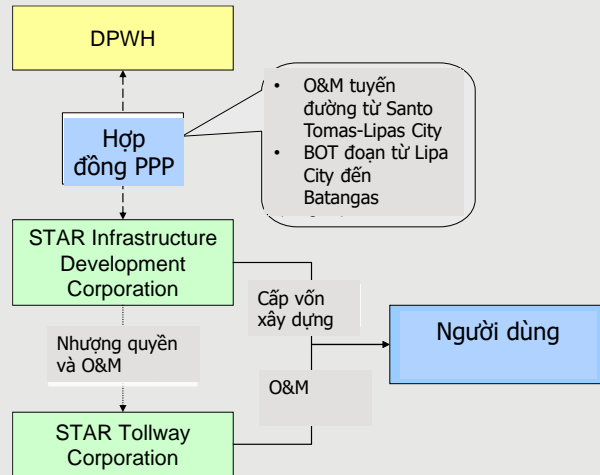 DPWH
• O&M tuyến
đường từ Santo
Tomas-Lipas City
• BOT đoạn từ Lipa
City đến
Batangas
Hợp
đồng PPP
STAR Infrastructure
Development
Corporation
Cấp vốn
xây dựng
Người dùng
Nhượng quyền
và O&M
O&M
STAR Tollway
Corporation